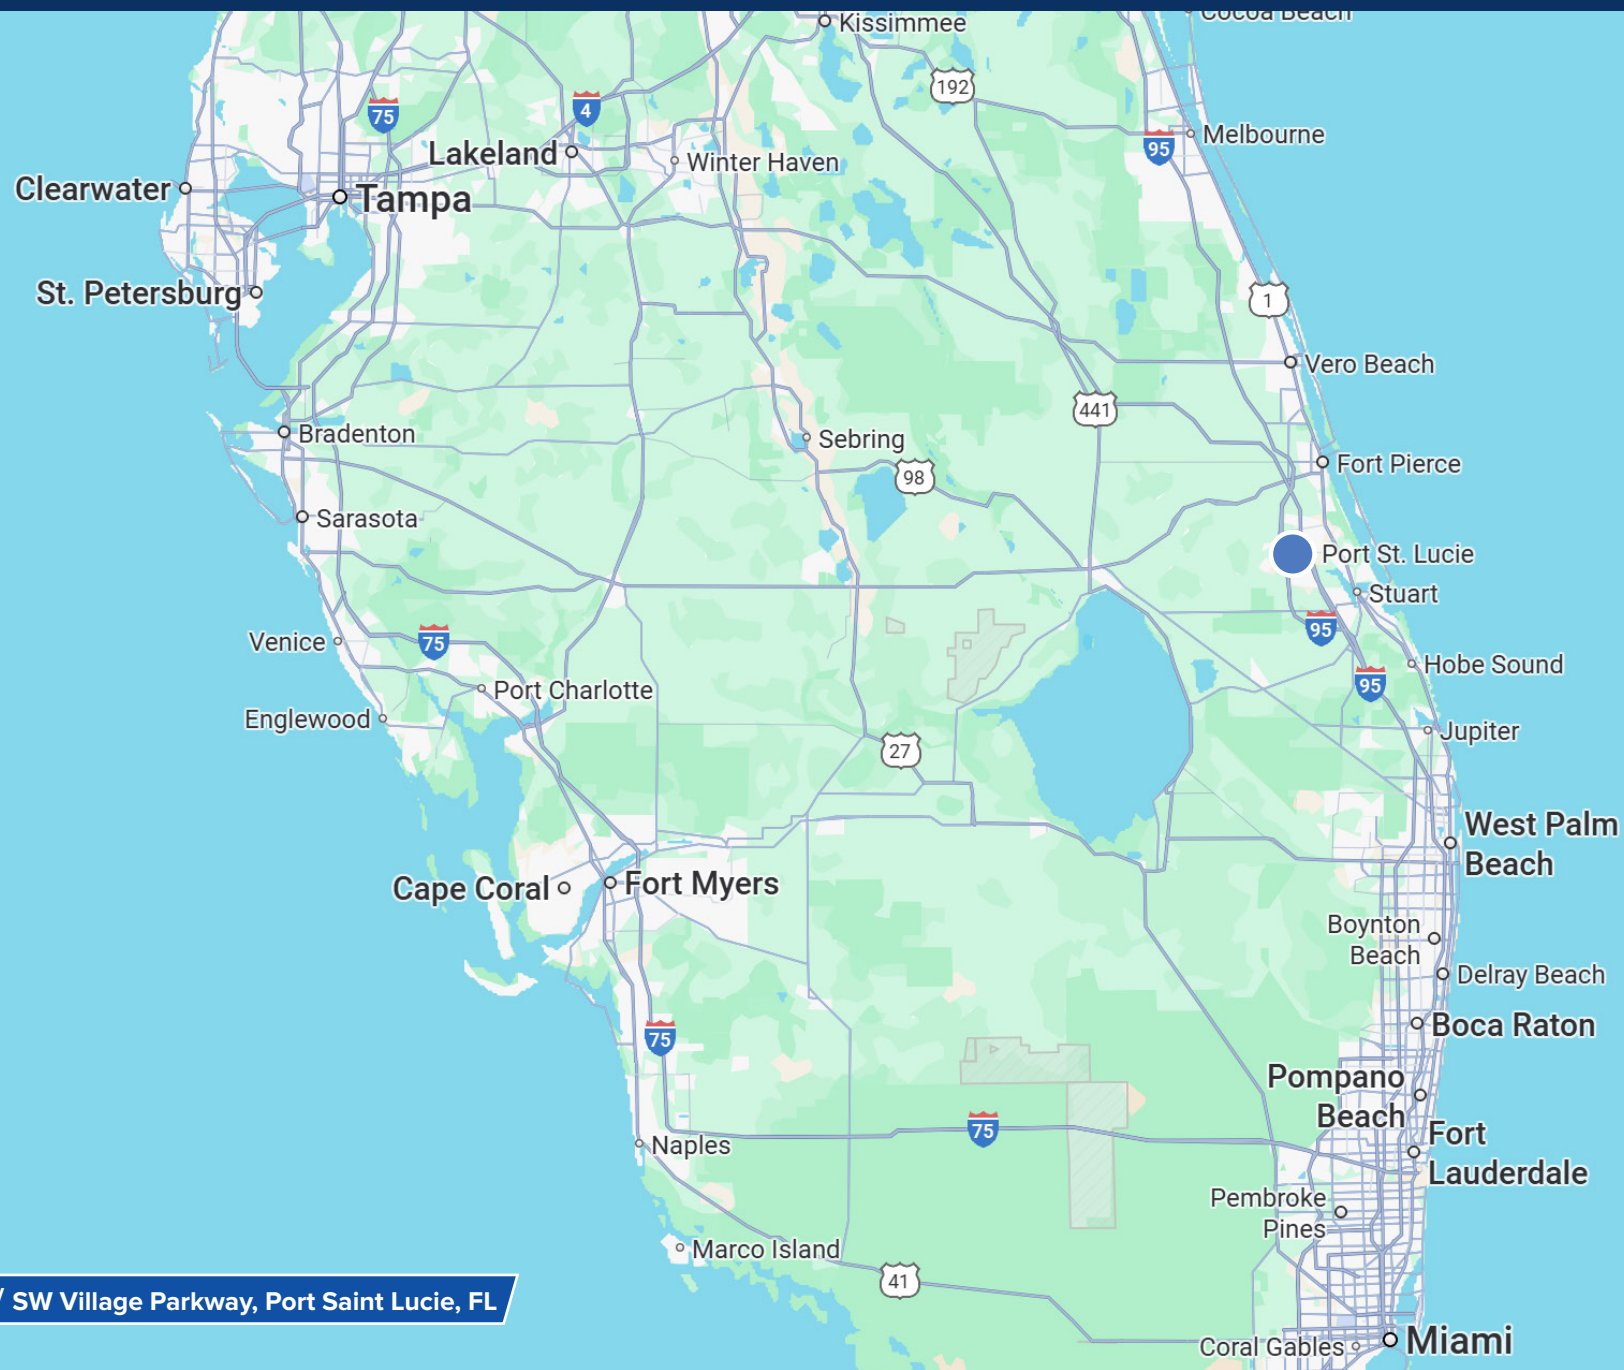 Cocoa Beach
Kissimmee
192
75
4
Melbourne
95
Lakeland
Winter Haven
Clearwater
Tampa
St. Petersburg
1
Vero Beach
441
Bradenton
Sebring
Fort Pierce
98
Sarasota
Port St. Lucie
Stuart
95
Venice
75
Hobe Sound
95
Port Charlotte
Englewood
Jupiter
27
West Palm
Beach
Cape Coral
Fort Myers
Boynton
Beach
Delray Beach
Boca Raton
75
Pompano
Beach
75
Fort
Lauderdale
Naples
Pembroke
Pines
Marco Island
41
SW Village Parkway, Port Saint Lucie, FL
Coral Gables
Miami